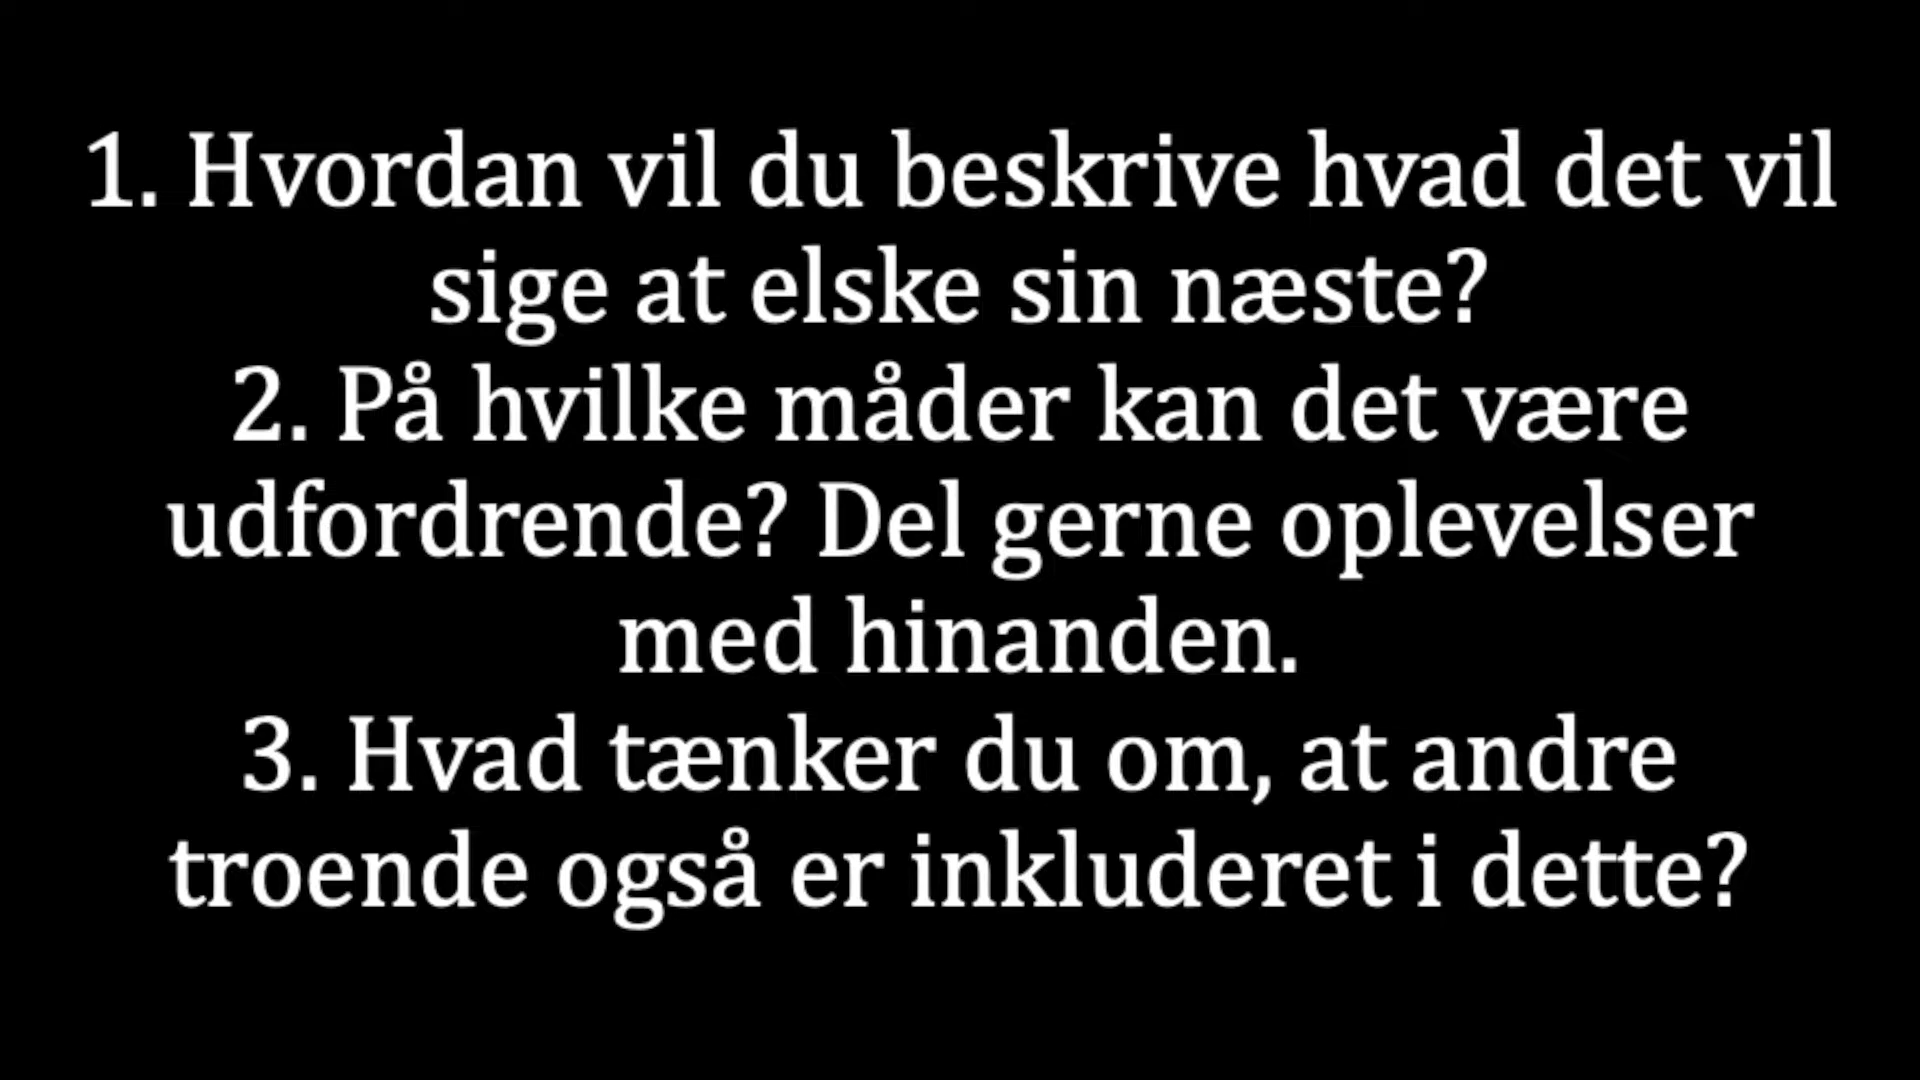 1. Hvordan vil du beskrive hvad det vil
sige at elske sin næste?
2. På hvilke måder kan det være
udfordrende? Del gerne oplevelser
med hinanden.
3. Hvad tænker du om, at andre
troende også er inkluderet i dette?